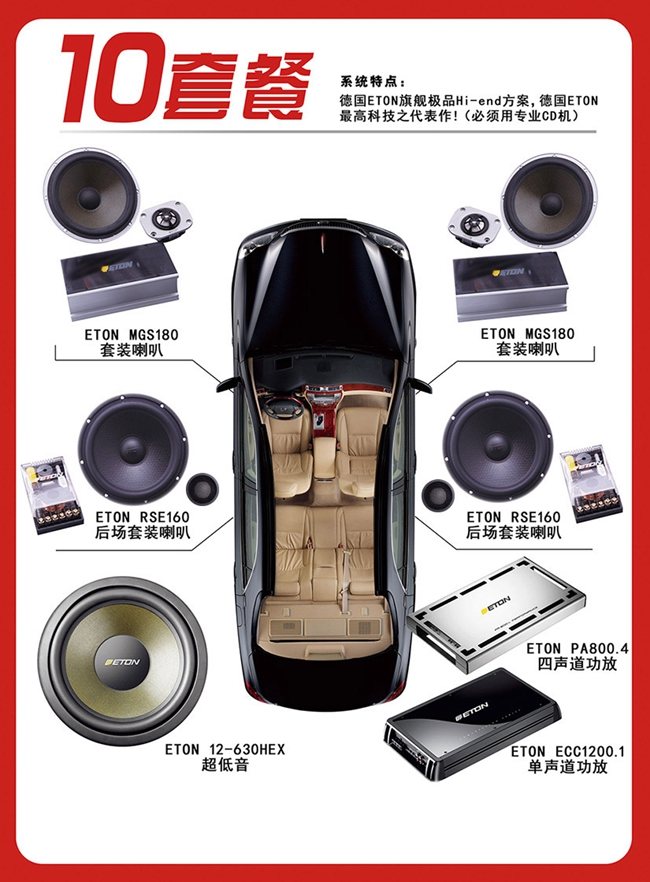 10套餐
系统特点：
德国ETON旗舰极品Hi-end方案，德国ETON
最高科技之代表作！（必须用专业CD机）
ETON
ETON
ETON MGS180
套装喇叭
ETON MGS180
套装喇叭
ETON
ETON RSE160
后场套装喇叭
ETON RSE160
后场套装喇叭
ETON
ETON
ETON PA800.4
四声道功放
ETON 12-630HEX
超低音
ETON
ETON ECC1200.1
单声道功放